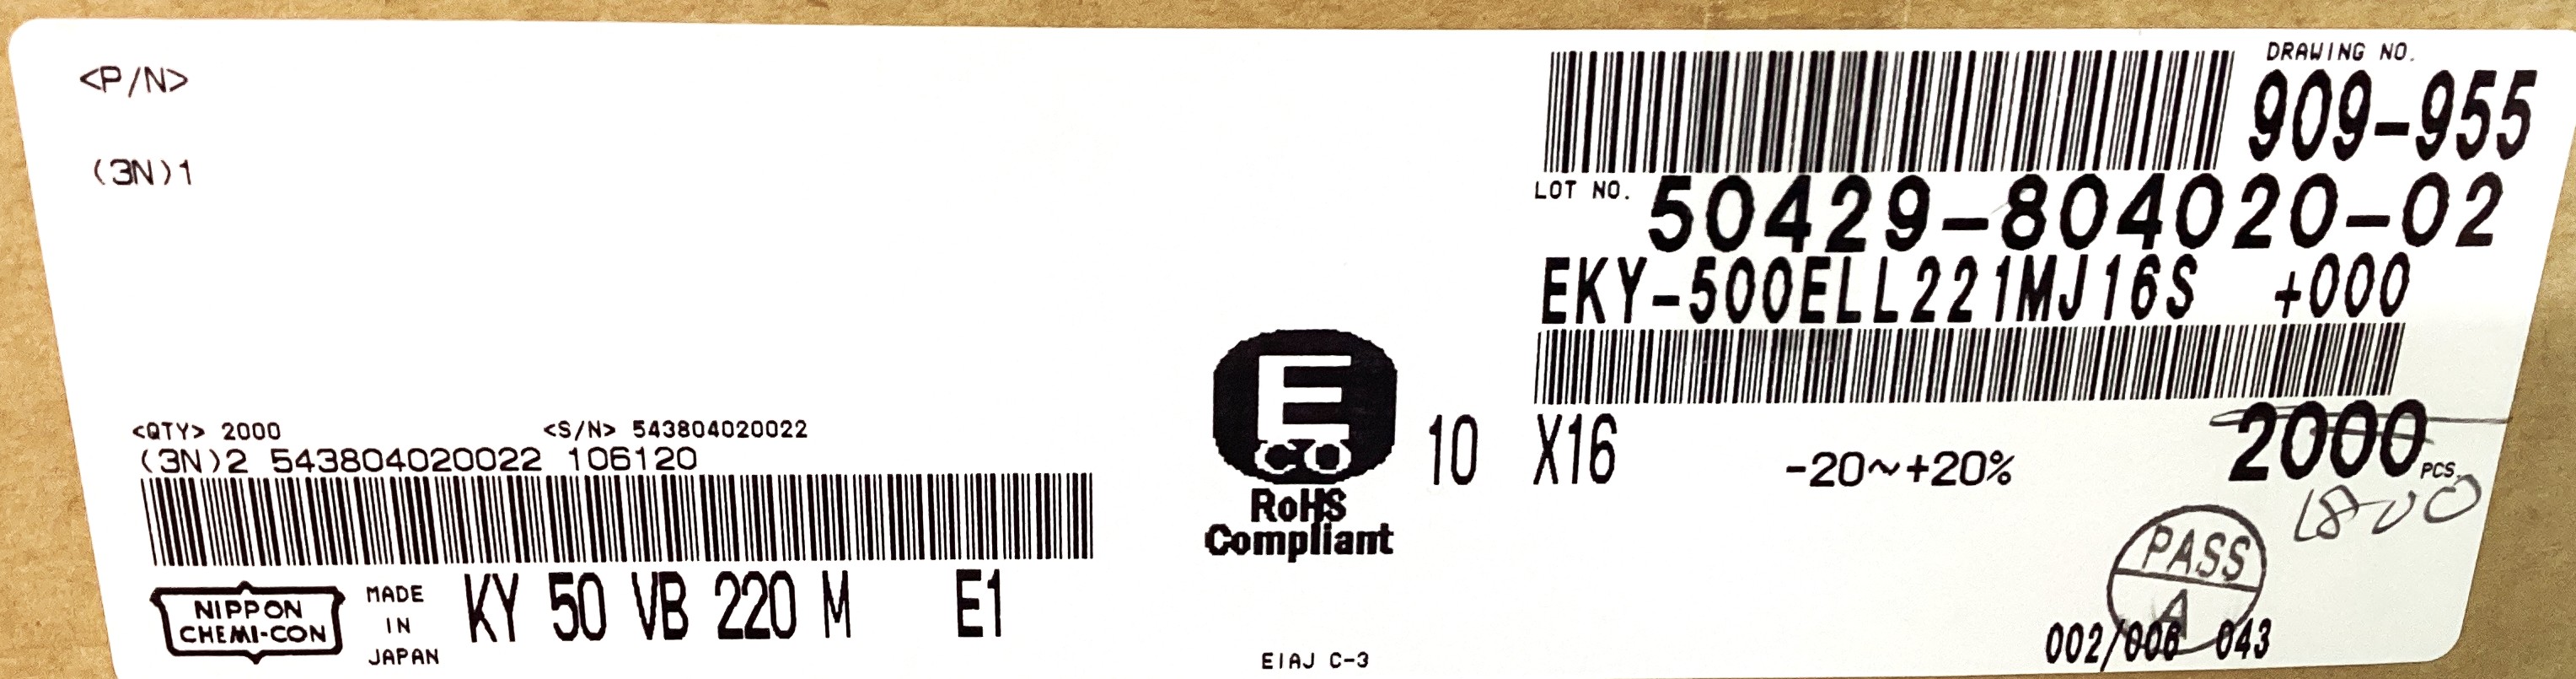 <P/N>
(3N)1
<QTY> 2000 <S/N> 543804020022
(3N)2 543804020022 106120
NIPPON
CHEMI-CON
MADE
IN
JAPAN
KY 50 VB 220 M E1
E
CO
RoHS
Compliant
EIAJ C-3
DRAWING NO.
909-955
LOT NO. 50429-804020-02
EKY-500ELL221MJ16S +000
10 X16 -20~+20% 2000 PCS.
1800
PASS
A
002/006 043